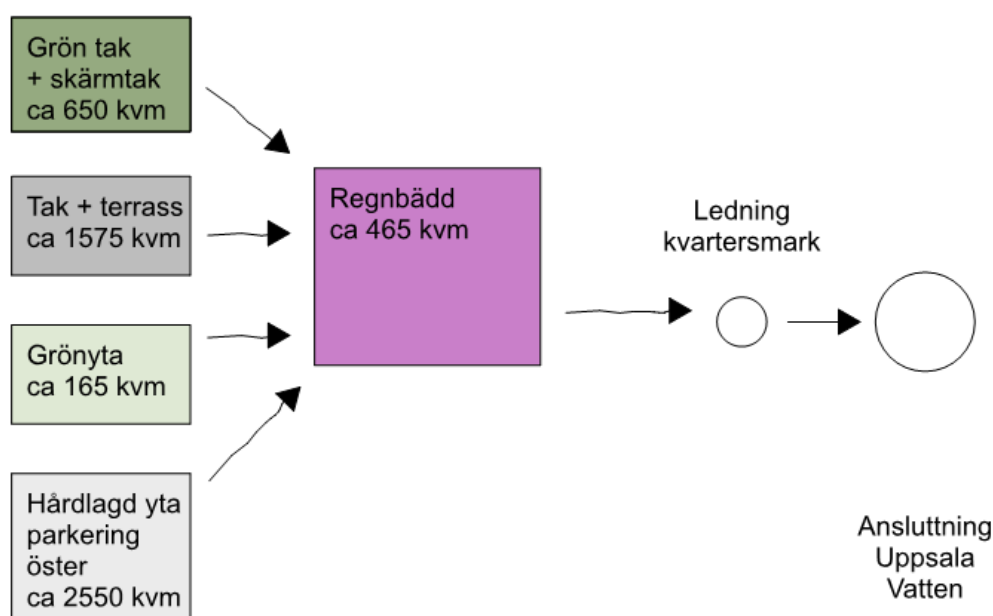 Grön tak
+ skärmtak
ca 650 kvm
Tak + terrass
ca 1575 kvm
Grönyta
ca 165 kvm
Hårdlagd yta
parkering
öster
ca 2550 kvm
Regnbädd
ca 465 kvm
Ledning
kvartersmark
Ansluttning
Uppsala
Vatten